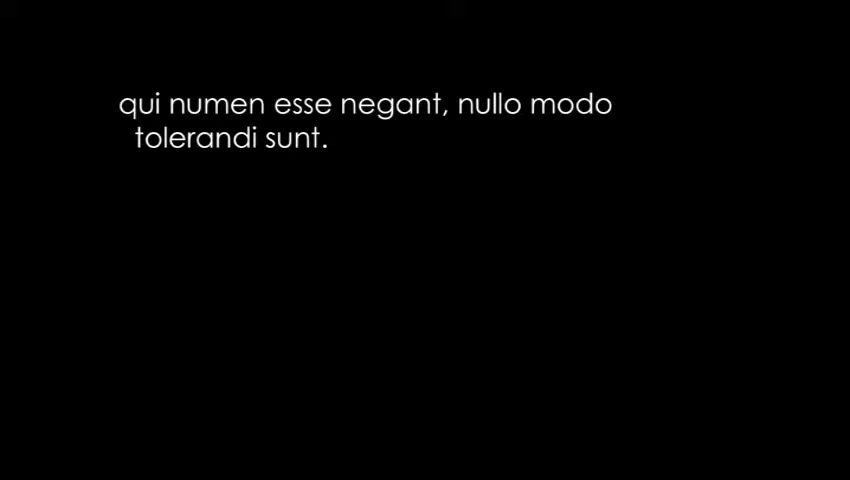 qui numen esse negant, nullo modo
tolerandi sunt.